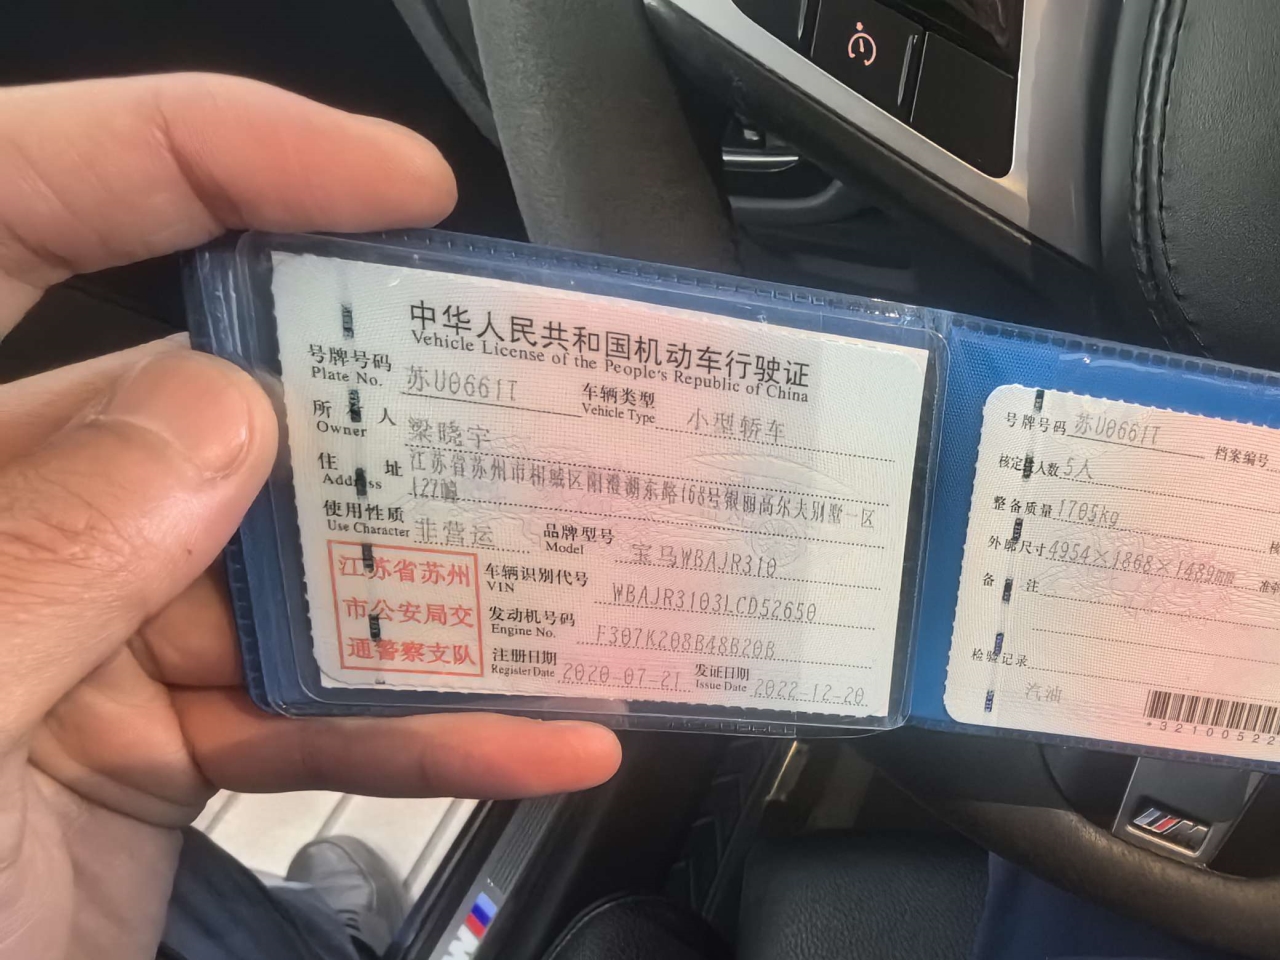 中华人民共和国机动车行驶证
Vehicle License of the People's Republic of China
号牌号码 苏U0661T 车辆类型 小型轿车
Plate No. Vehicle Type
所有人 梁晓宇
Owner
住址 江苏省苏州市相城区阳澄湖东路168号银丽高尔夫别墅一区
Address 127幢
使用性质 非营运 品牌型号 宝马WBAJR310
Use Character Model
江苏省苏州
市公安局交
通警察支队
车辆识别代号 WBAJR3103LCD52650
VIN
发动机号码 F307K208B48B20B
Engine No.
注册日期 2020-07-21 发证日期 2022-12-20
Register Date Issue Date
号牌号码 苏U0661T 档案编号
核定载人数 5人
整备质量 1705kg
外廓尺寸 4954×1868×1489mm
备注
检验记录
汽油
*32100522
M